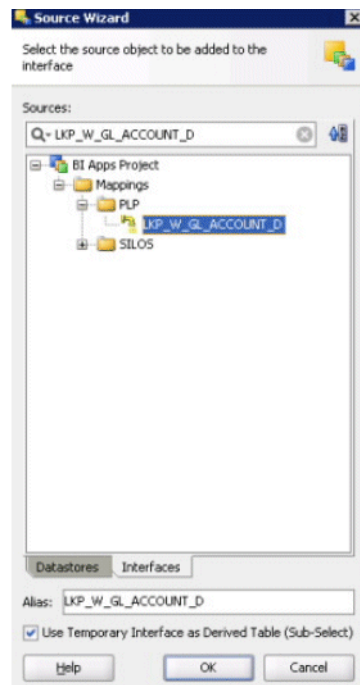 Source Wizard
Select the source object to be added to the
interface
Sources:
LKP_W_GL_ACCOUNT_D
BI Apps Project
Mappings
PLP
LKP_W_GL_ACCOUNT_D
SILOS
Datastores Interfaces
Alias: LKP_W_GL_ACCOUNT_D
Use Temporary Interface as Derived Table (Sub-Select)
Help OK Cancel